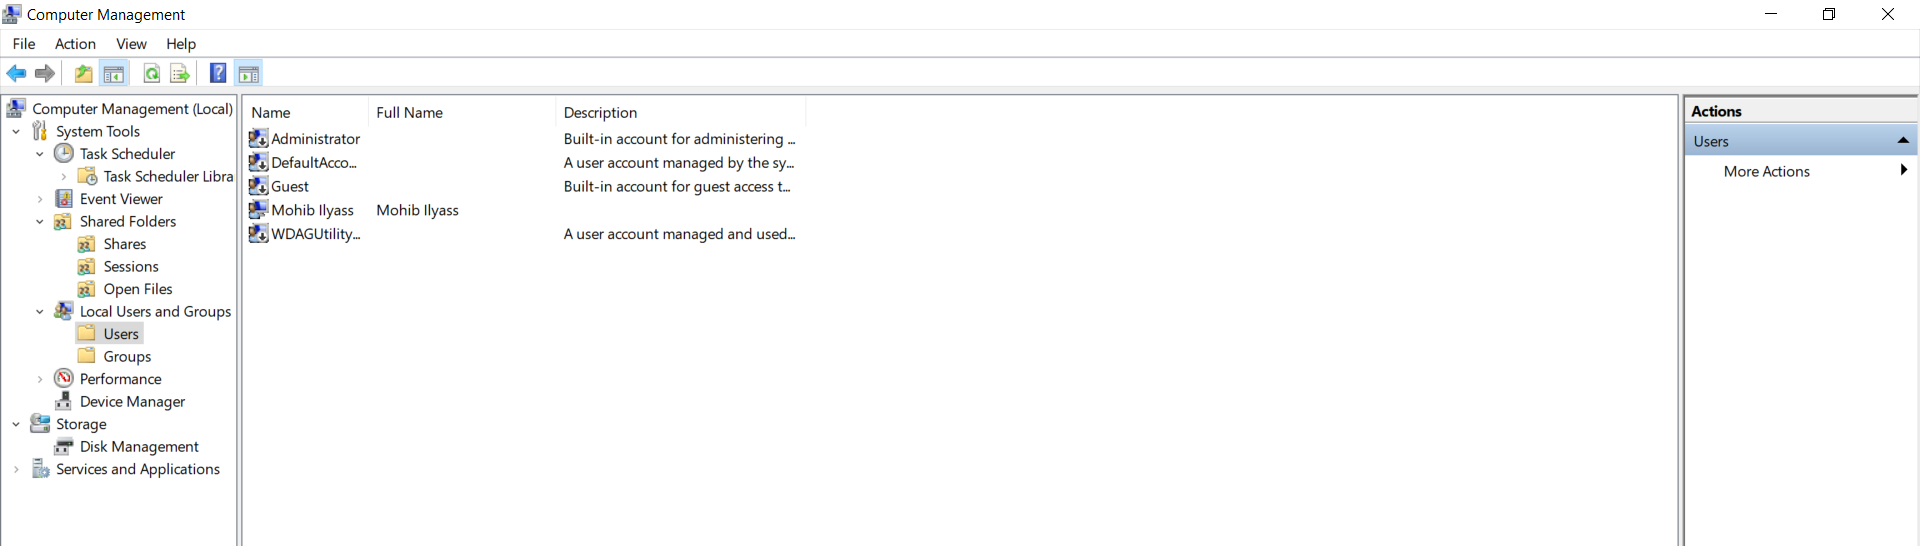 Computer Management
File Action View Help
Computer Management (Local)
System Tools
Task Scheduler
Task Scheduler Libra
Event Viewer
Shared Folders
Shares
Sessions
Open Files
Local Users and Groups
Users
Groups
Performance
Device Manager
Storage
Disk Management
Services and Applications
Name Full Name Description
Administrator Built-in account for administering ...
DefaultAcco... A user account managed by the sy...
Guest Built-in account for guest access t...
Mohib Ilyass Mohib Ilyass
WDAGUtility... A user account managed and used...
Actions
Users
More Actions